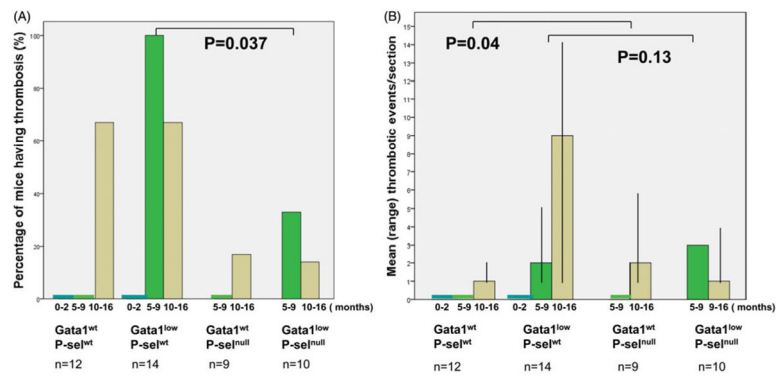 (A)
P=0.037
Percentage of mice having thrombosis (%)
100
80
60
40
20
0
0-2 5-9 10-16 0-2 5-9 10-16 5-9 10-16 5-9 10-16 ( months)
Gata1wt Gata1low Gata1wt Gata1low
P-selwt P-selwt P-selnull P-selnull
n=12 n=14 n=9 n=10
(B)
P=0.04
P=0.13
Mean (range) thrombotic events/section
15
14
13
12
11
10
9
8
7
6
5
4
3
2
1
0
0-2 5-9 10-16 0-2 5-9 10-16 5-9 10-16 5-9 9-16 (months)
Gata1wt Gata1low Gata1wt Gata1low
P-selwt P-selwt P-selnull P-selnull
n=12 n=14 n=9 n=10